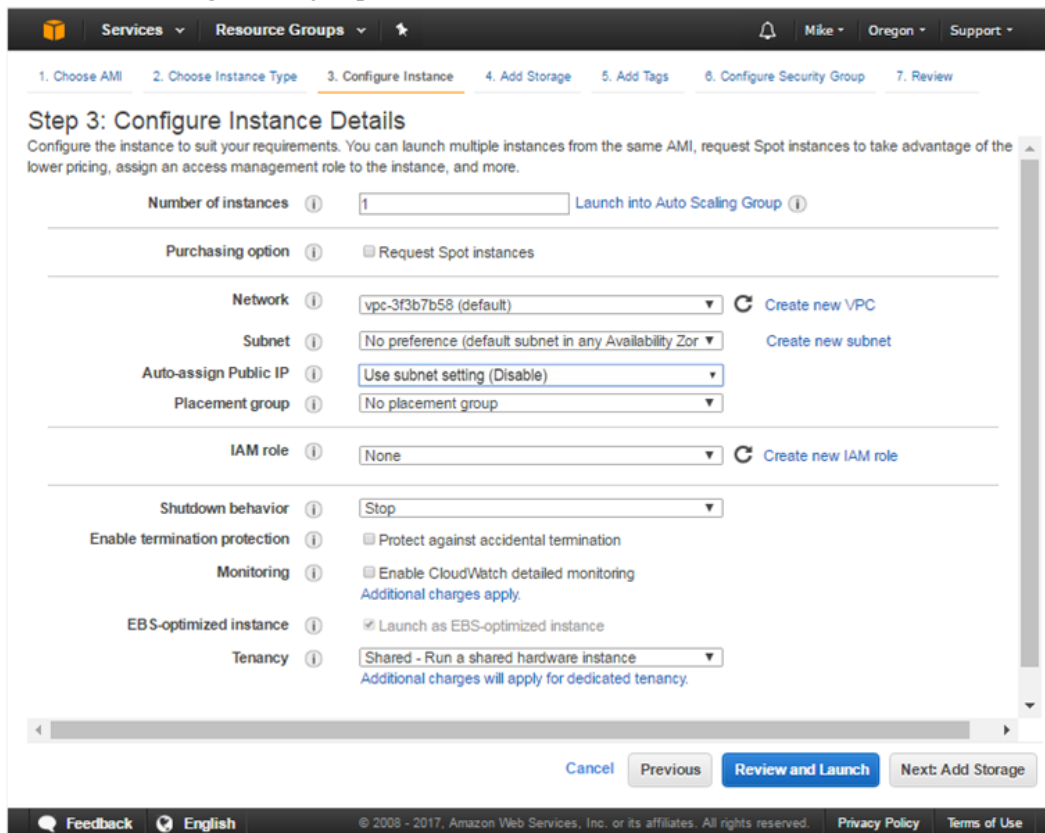 Services Resource Groups Mike Oregon Support
1. Choose AMI 2. Choose Instance Type 3. Configure Instance 4. Add Storage 5. Add Tags 6. Configure Security Group 7. Review
Step 3: Configure Instance Details
Configure the instance to suit your requirements. You can launch multiple instances from the same AMI, request Spot instances to take advantage of the
lower pricing, assign an access management role to the instance, and more.
Number of instances 1 Launch into Auto Scaling Group
Purchasing option Request Spot instances
Network vpc-3f3b7b58 (default) Create new VPC
Subnet No preference (default subnet in any Availability Zor Create new subnet
Auto-assign Public IP Use subnet setting (Disable)
Placement group No placement group
IAM role None Create new IAM role
Shutdown behavior Stop
Enable termination protection Protect against accidental termination
Monitoring Enable CloudWatch detailed monitoring
Additional charges apply.
EBS-optimized instance Launch as EBS-optimized instance
Tenancy Shared - Run a shared hardware instance
Additional charges will apply for dedicated tenancy.
Cancel Previous Review and Launch Next: Add Storage
Feedback English © 2008 - 2017, Amazon Web Services, Inc. or its affiliates. All rights reserved. Privacy Policy Terms of Use